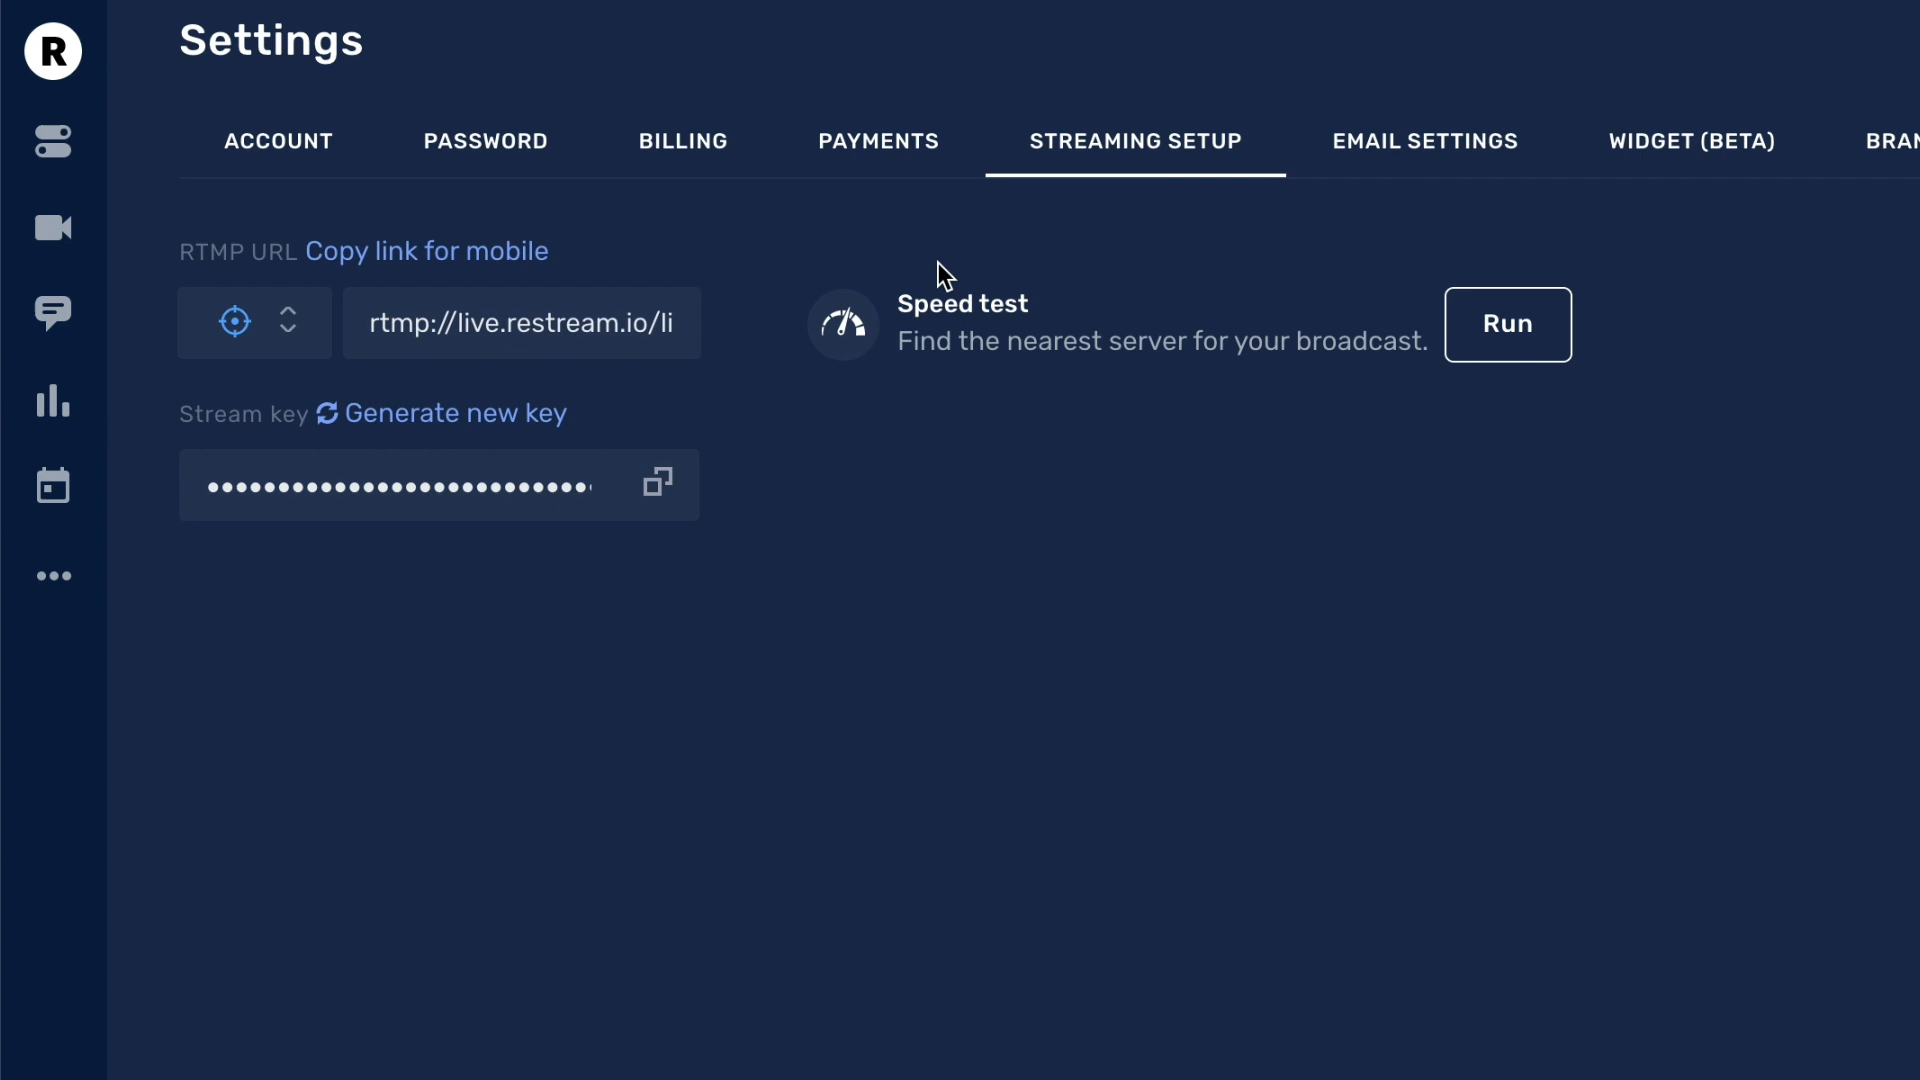 R
Settings
ACCOUNT PASSWORD BILLING PAYMENTS STREAMING SETUP EMAIL SETTINGS WIDGET (BETA) BRAN
RTMP URL Copy link for mobile
rtmp://live.restream.io/li
Speed test
Find the nearest server for your broadcast.
Run
Stream key Generate new key